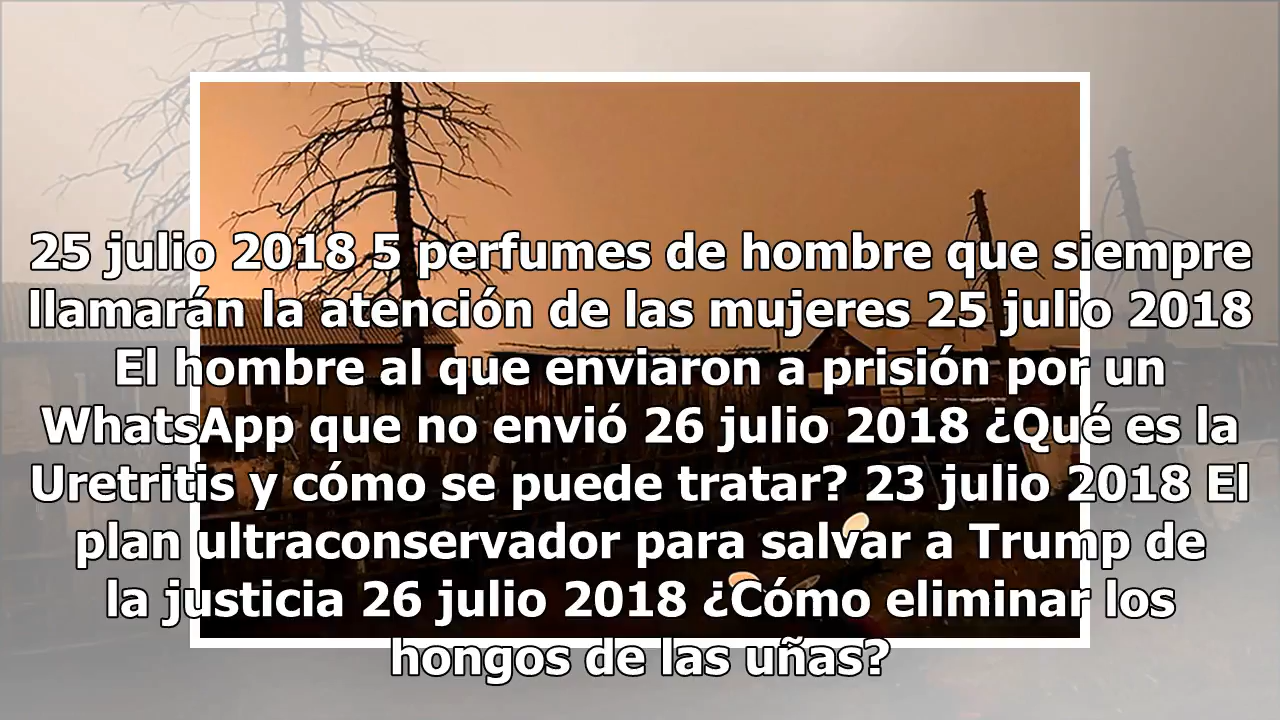 25 julio 2018 5 perfumes de hombre que siempre
llamarán la atención de las mujeres 25 julio 2018
El hombre al que enviaron a prisión por un
WhatsApp que no envió 26 julio 2018 ¿Qué es la
Uretritis y cómo se puede tratar? 23 julio 2018 El
plan ultraconservador para salvar a Trump de
la justicia 26 julio 2018 ¿Cómo eliminar los
hongos de las uñas?